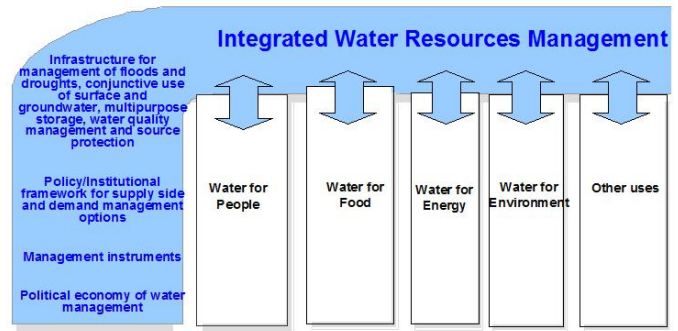 Integrated Water Resources Management
Infrastructure for
management of floods and
droughts, conjunctive use
of surface and
groundwater, multipurpose
storage, water quality
management and source
protection
Policy/Institutional
framework for supply side
and demand management
options
Management instruments
Political economy of water
management
Water for
People
Water for
Food
Water for
Energy
Water for
Environment
Other uses